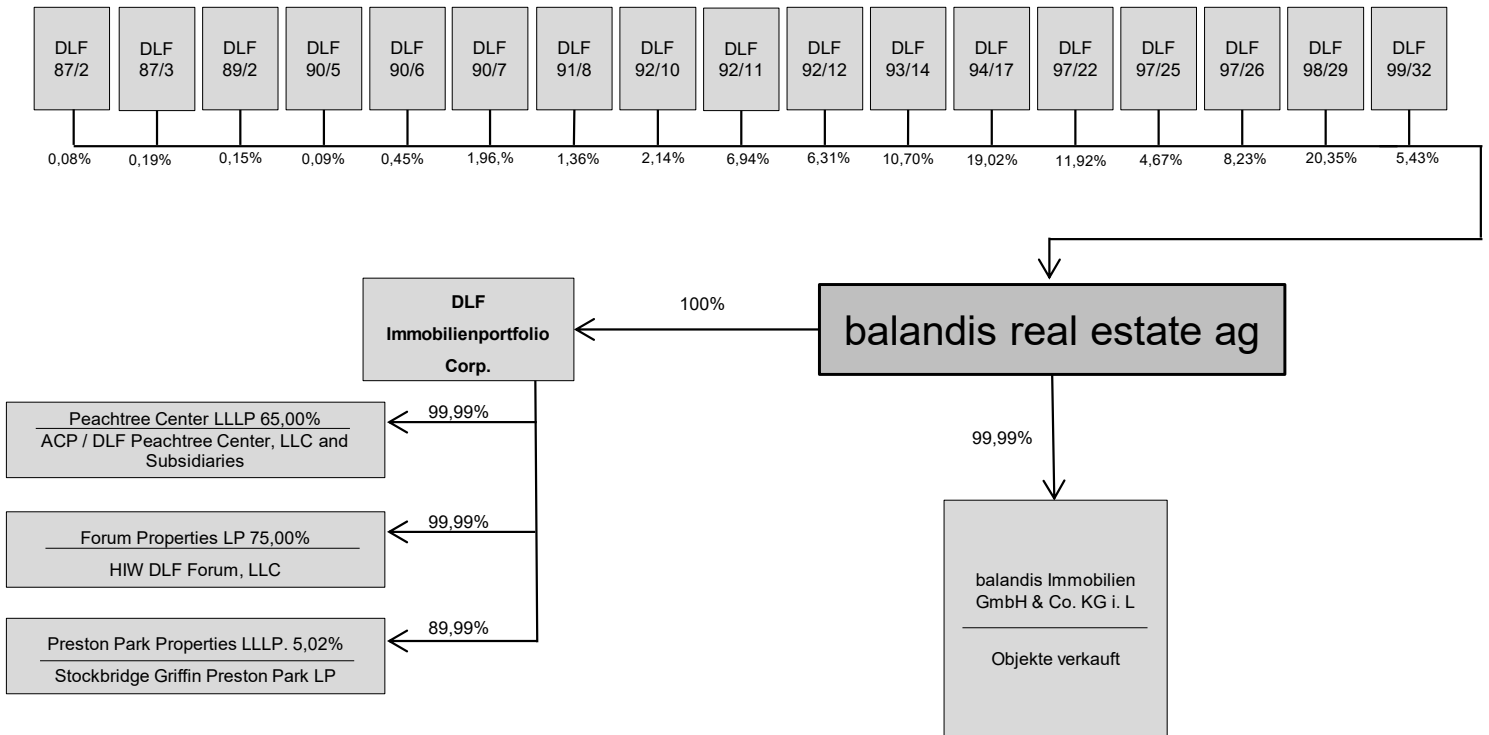 DLF
87/2
DLF
87/3
DLF
89/2
DLF
90/5
DLF
90/6
DLF
90/7
DLF
91/8
DLF
92/10
DLF
92/11
DLF
92/12
DLF
93/14
DLF
94/17
DLF
97/22
DLF
97/25
DLF
97/26
DLF
98/29
DLF
99/32
0,08%
0,19%
0,15%
0,09%
0,45%
1,96,%
1,36%
2,14%
6,94%
6,31%
10,70%
19,02%
11,92%
4,67%
8,23%
20,35%
5,43%
DLF
Immobilienportfolio
Corp.
100%
balandis real estate ag
99,99%
Peachtree Center LLLP 65,00%
ACP / DLF Peachtree Center, LLC and
Subsidiaries
99,99%
Forum Properties LP 75,00%
HIW DLF Forum, LLC
89,99%
Preston Park Properties LLLP. 5,02%
Stockbridge Griffin Preston Park LP
99,99%
balandis Immobilien
GmbH & Co. KG i. L
Objekte verkauft